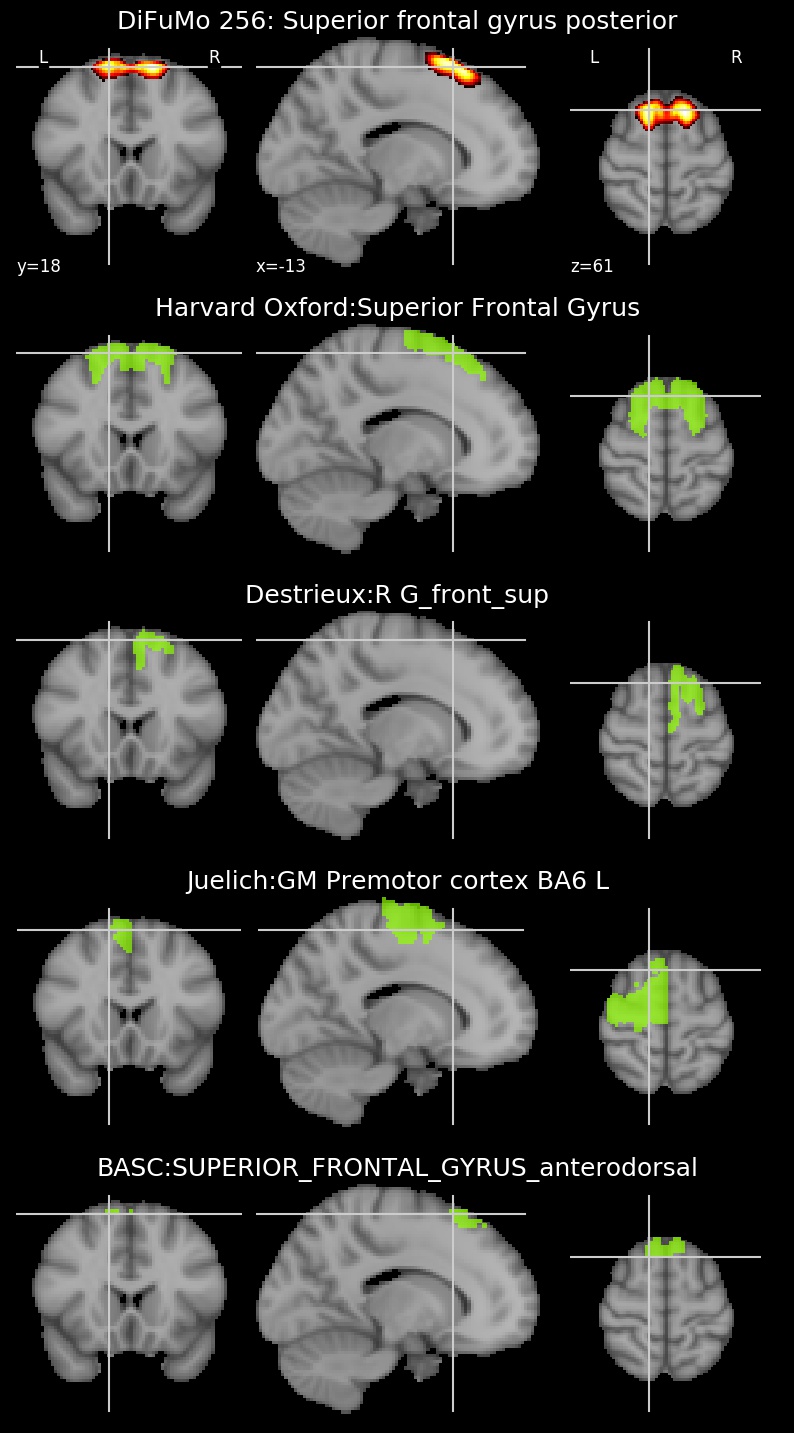 DiFuMo 256: Superior frontal gyrus posterior
L R L R
y=18 x=-13 z=61
Harvard Oxford:Superior Frontal Gyrus
Destrieux:R G_front_sup
Juelich:GM Premotor cortex BA6 L
BASC:SUPERIOR_FRONTAL_GYRUS_anterodorsal